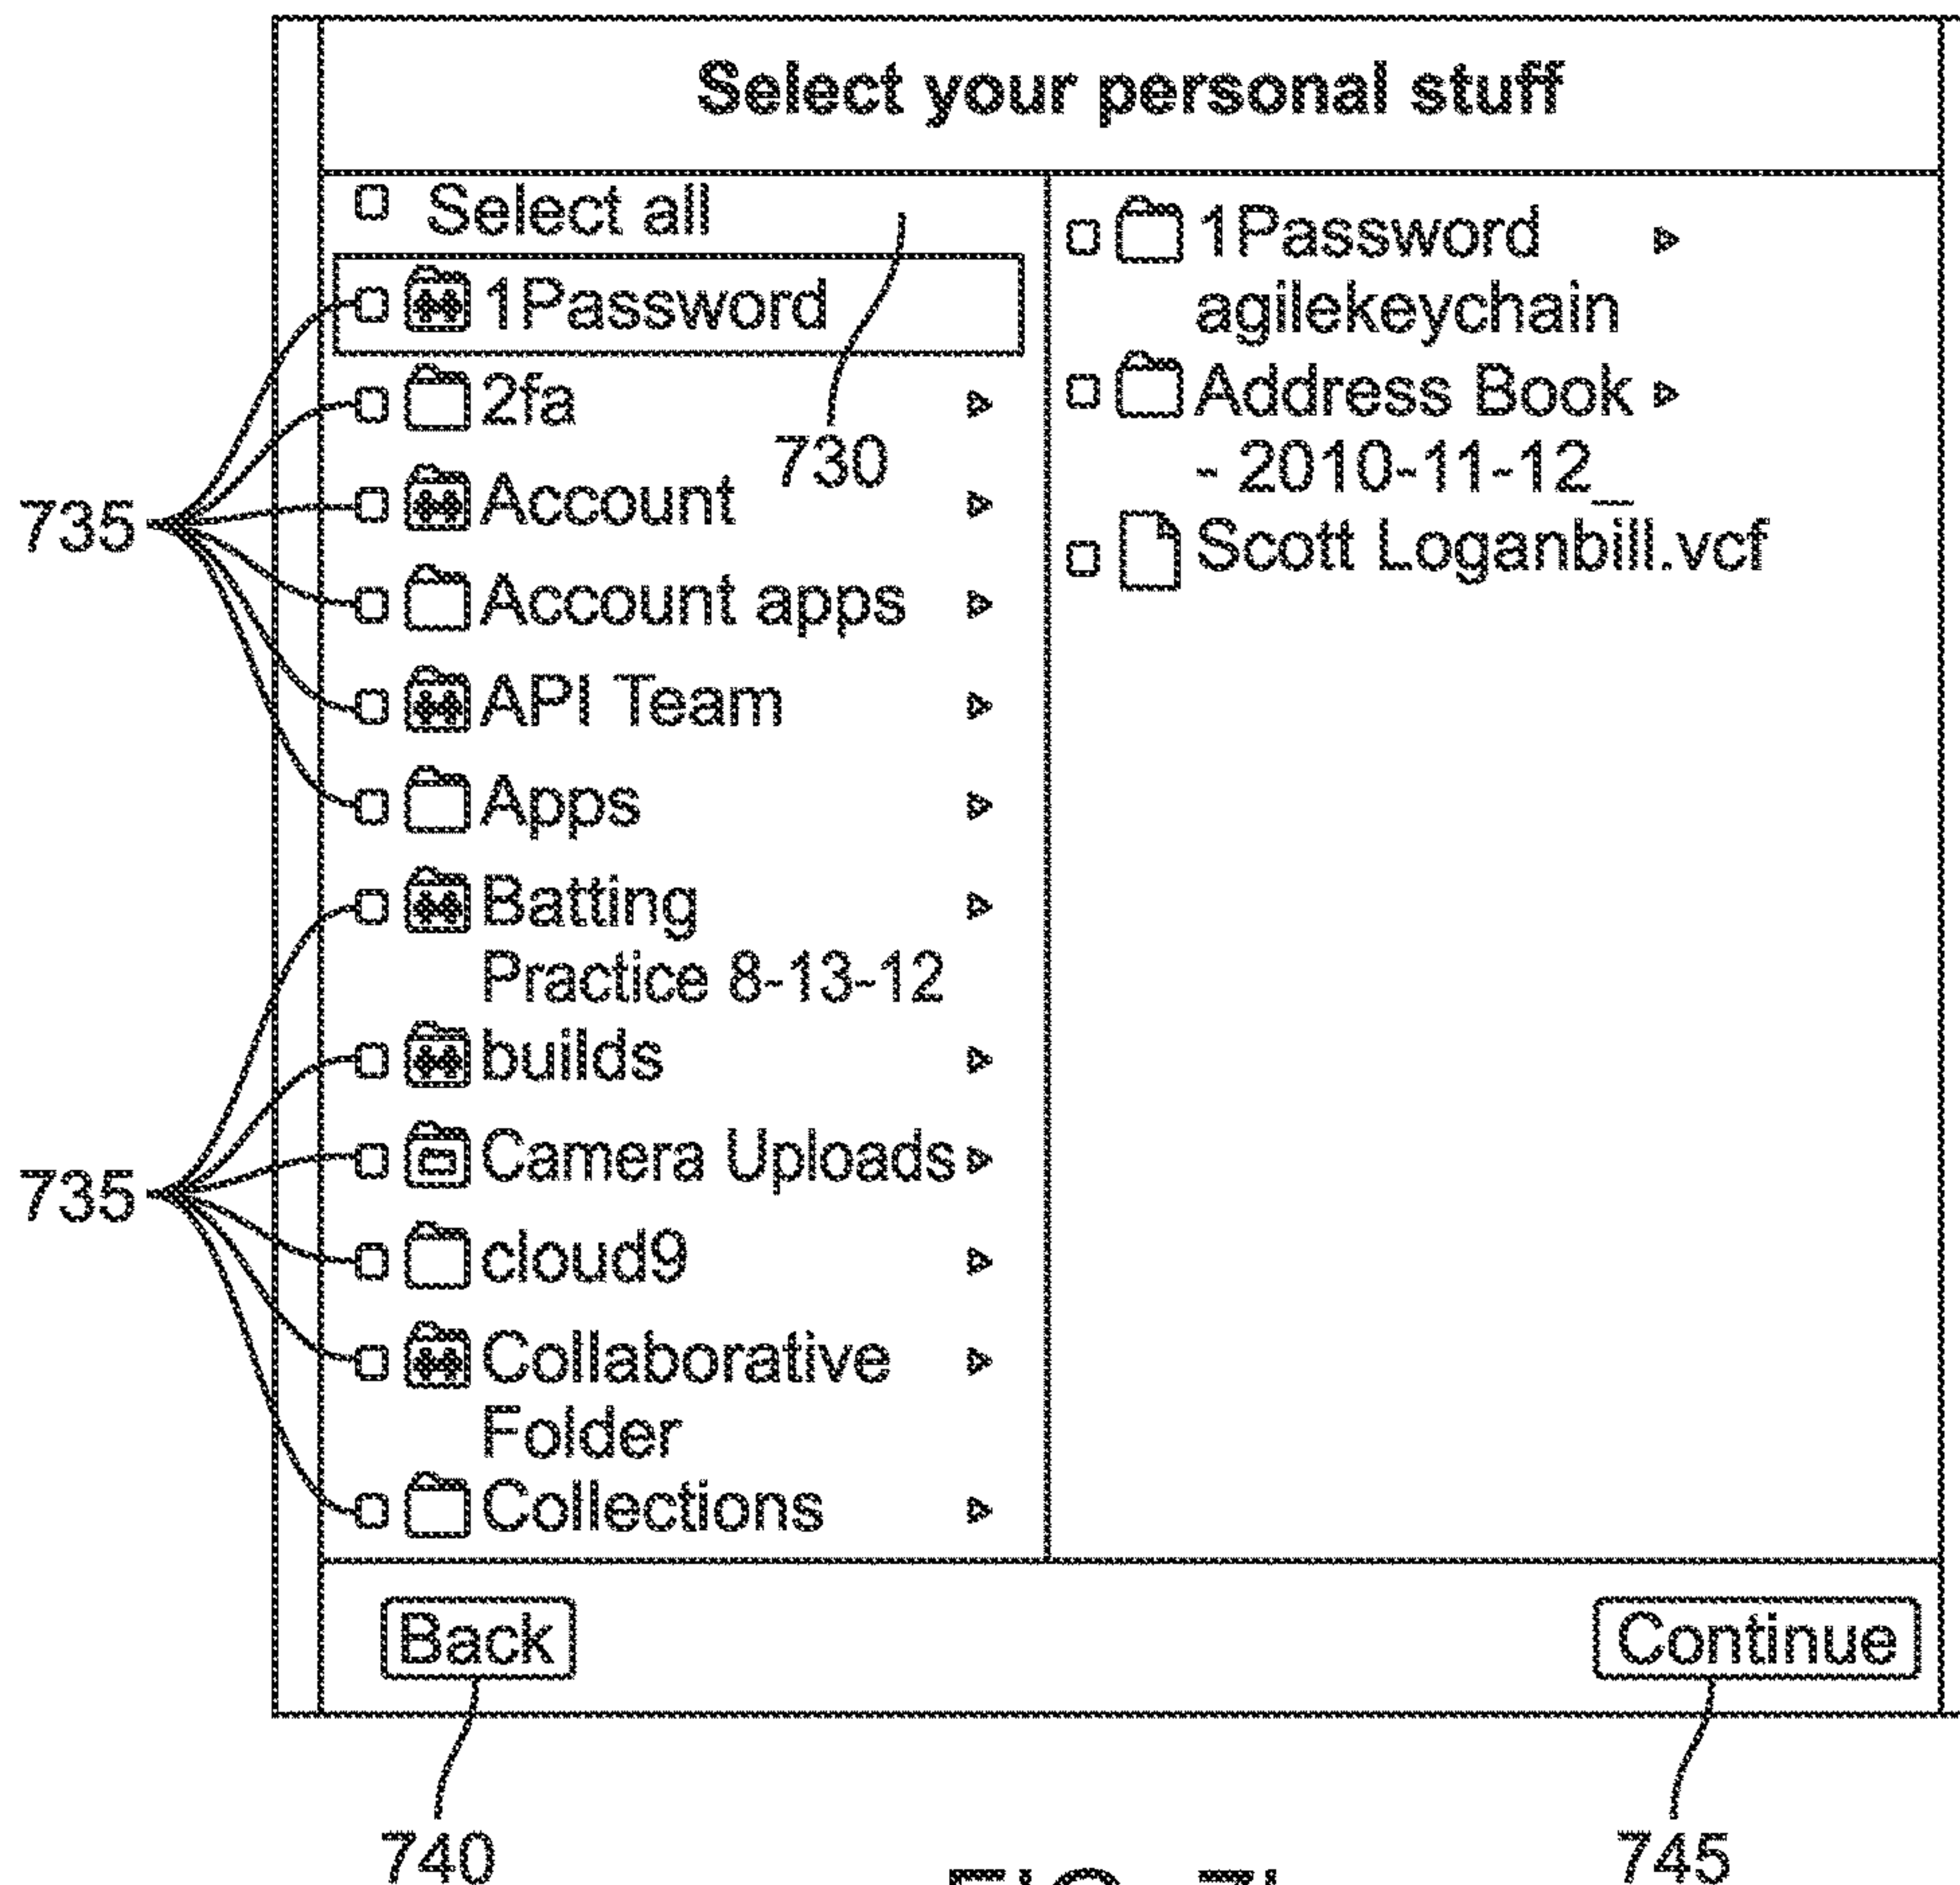 Select your personal stuff
Select all
1Password
2fa
Account
Account apps
API Team
Apps
Batting
Practice 8-13-12
builds
Camera Uploads
cloud9
Collaborative
Folder
Collections
730
735
735
1Password
agilekeychain
Address Book
- 2010-11-12_
Scott Loganbill.vcf
Back
Continue
740
745